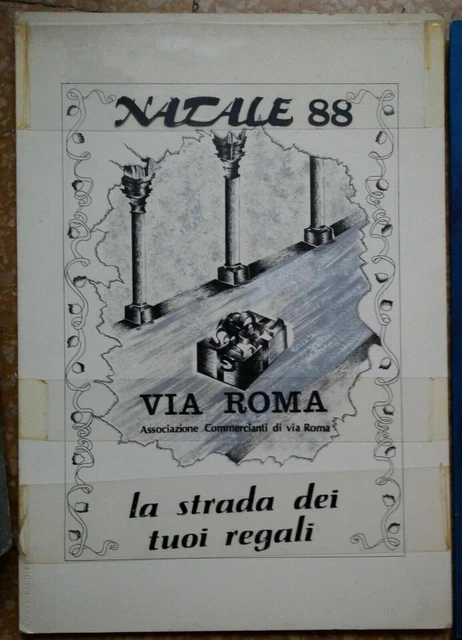 NATALE 88
VIA ROMA
Associazione Commercianti di via Roma
la strada dei
tuoi regali